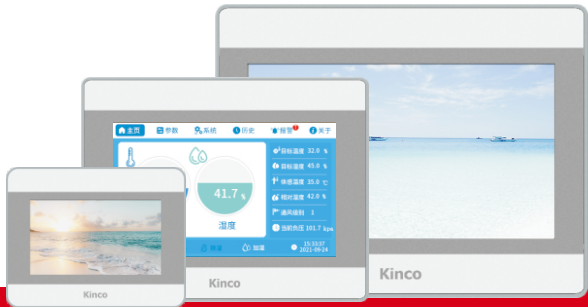 主页 参数 系统 历史 报警 关于
目标温度 32.0 %
目标湿度 45.0 %
体感温度 35.0 ℃
41.7 %
相对湿度 42.0 %
通风级别 1
湿度
当前负压 101.7 kpa
加湿
15:33:37
2021-09-24
Kinco
Kinco
Kinco